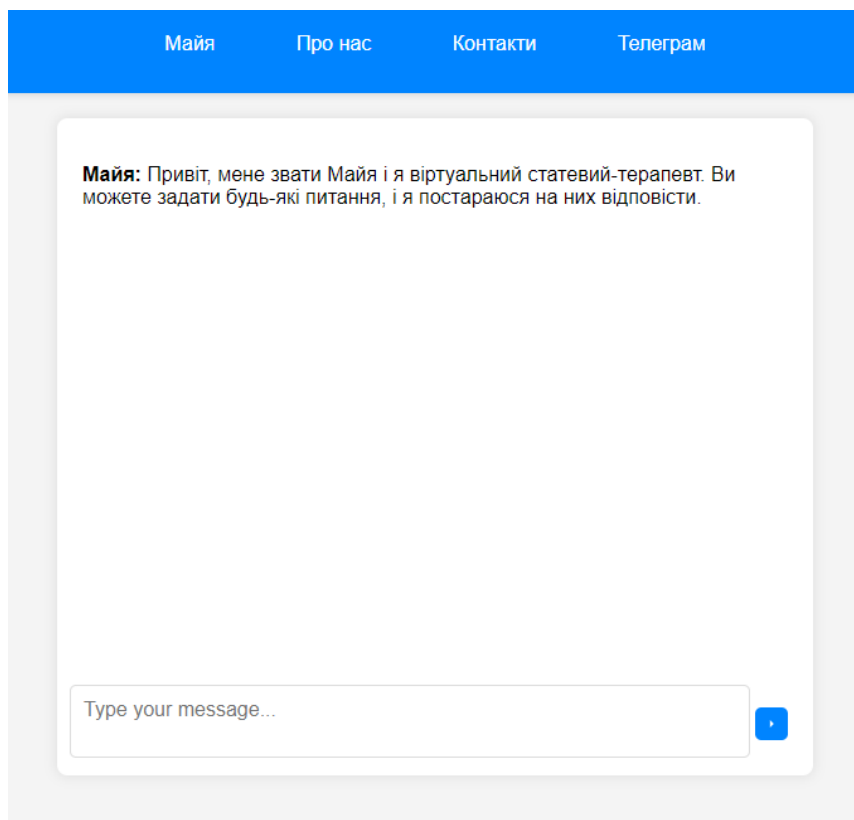 Майя Про нас Контакти Телеграм
Майя: Привіт, мене звати Майя і я віртуальний статевий-терапевт. Ви
можете задати будь-які питання, і я постараюся на них відповісти.
Type your message...